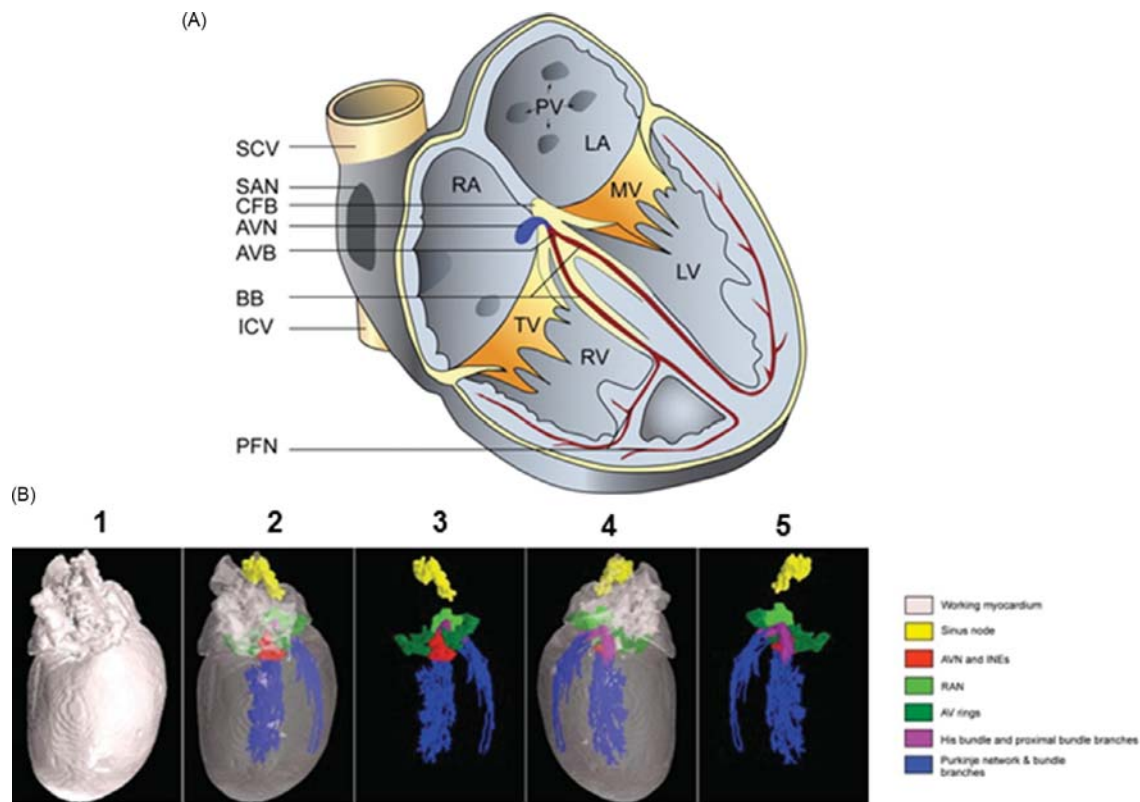 (A)
PV
LA
SCV
SAN
RA
MV
CFB
AVN
AVB
LV
BB
TV
ICV
RV
PFN
(B)
1 2 3 4 5
Working myocardium
Sinus node
AVN and INEs
RAN
AV rings
His bundle and proximal bundle branches
Purkinje network & bundle
branches